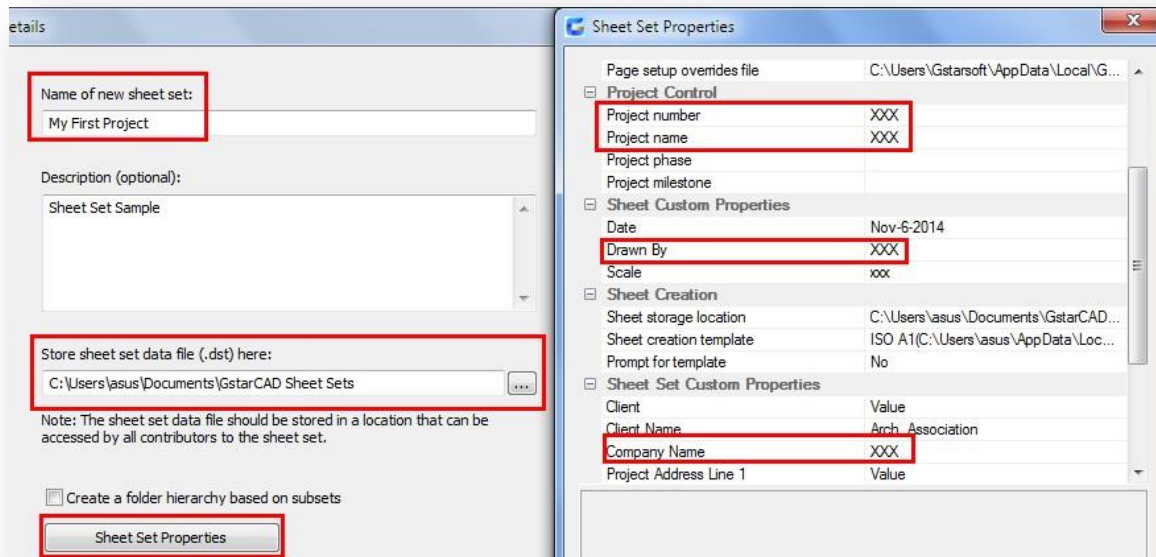 etails
Name of new sheet set:
My First Project
Description (optional):
Sheet Set Sample
Store sheet set data file (.dst) here:
C:\Users\asus\Documents\GstarCAD Sheet Sets
...
Note: The sheet set data file should be stored in a location that can be
accessed by all contributors to the sheet set.
Create a folder hierarchy based on subsets
Sheet Set Properties
Sheet Set Properties
Page setup overrides file C:\Users\Gstarsoft\AppData\Local\G...
Project Control
Project number XXX
Project name XXX
Project phase
Project milestone
Sheet Custom Properties
Date Nov-6-2014
Drawn By XXX
Scale xxx
Sheet Creation
Sheet storage location C:\Users\asus\Documents\GstarCAD...
Sheet creation template ISO A1(C:\Users\asus\AppData\Loc...
Prompt for template No
Sheet Set Custom Properties
Client Value
Client Name Arch_Association
Company Name XXX
Project Address Line 1 Value